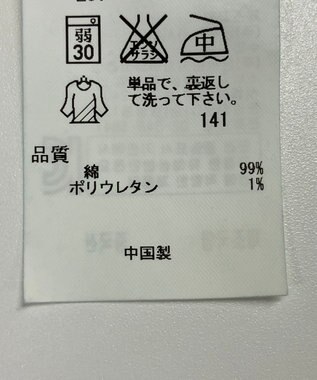 弱
30
エンソ
サラシ
中
単品で、裏返し
て洗って下さい。
141
品質
綿 99%
ポリウレタン 1%
中国製